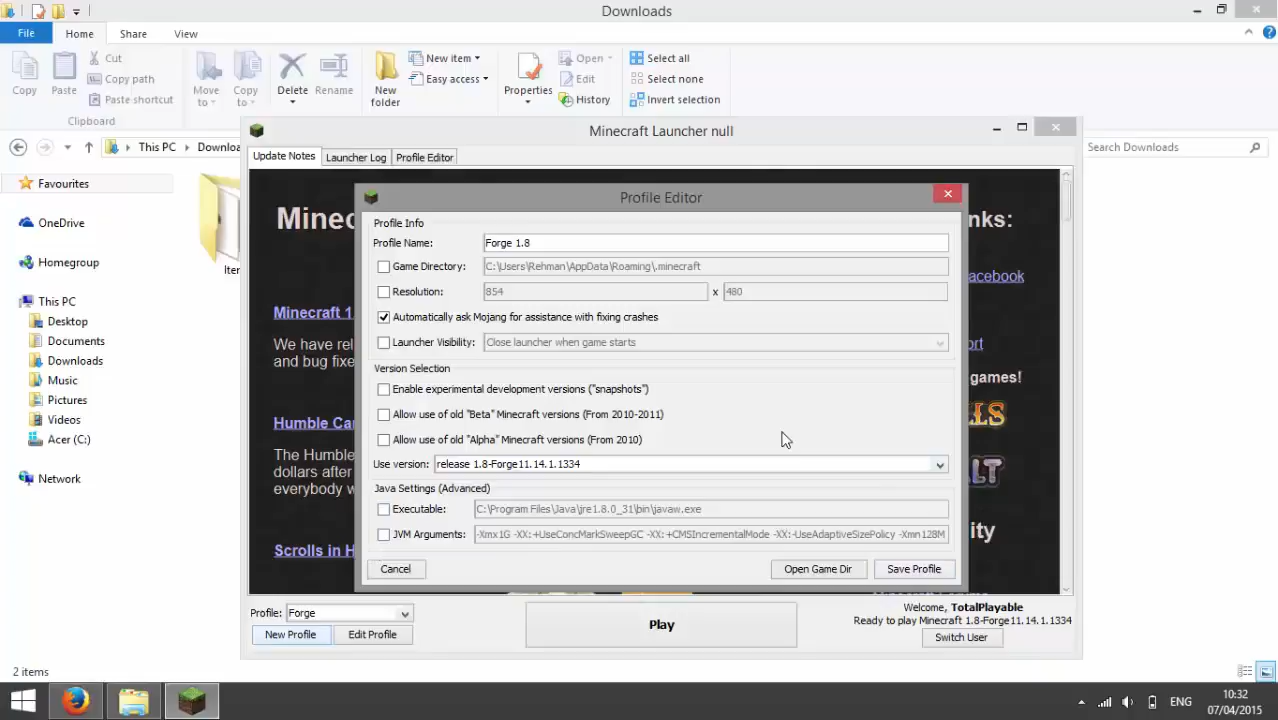 Downloads
File Home Share View
Copy Paste Cut Copy path Paste shortcut Clipboard
Move to Copy to Delete Rename New folder
New item Easy access
Properties Open Edit History
Select all Select none Invert selection
This PC Search Downloads
Favourites
OneDrive
Homegroup
This PC
Desktop
Documents
Downloads
Music
Pictures
Videos
Acer (C:)
Network
Minecraft Launcher null
Update Notes Launcher Log Profile Editor
Profile Editor
Profile Info
Profile Name: Forge 1.8
Game Directory: C:\Users\Rehman\AppData\Roaming\.minecraft
Resolution: 854 x 480
Automatically ask Mojang for assistance with fixing crashes
Launcher Visibility: Close launcher when game starts
Version Selection
Enable experimental development versions ("snapshots")
Allow use of old "Beta" Minecraft versions (From 2010-2011)
Allow use of old "Alpha" Minecraft versions (From 2010)
Use version: release 1.8-Forge11.14.1.1334
Java Settings (Advanced)
Executable: C:\Program Files\Java\jre1.8.0_31\bin\javaw.exe
JVM Arguments: -Xmx1G -XX:+UseConcMarkSweepGC -XX:+CMSIncrementalMode -XX:-UseAdaptiveSizePolicy -Xmn128M
Cancel Open Game Dir Save Profile
We have rel
and bug fixe
The Humble
dollars after
everybody w
Scrolls in H
games!
Profile: Forge
New Profile Edit Profile
Play
Welcome, TotalPlayable
Ready to play Minecraft 1.8-Forge11.14.1.1334
Switch User
2 items
ENG
10:32
07/04/2015